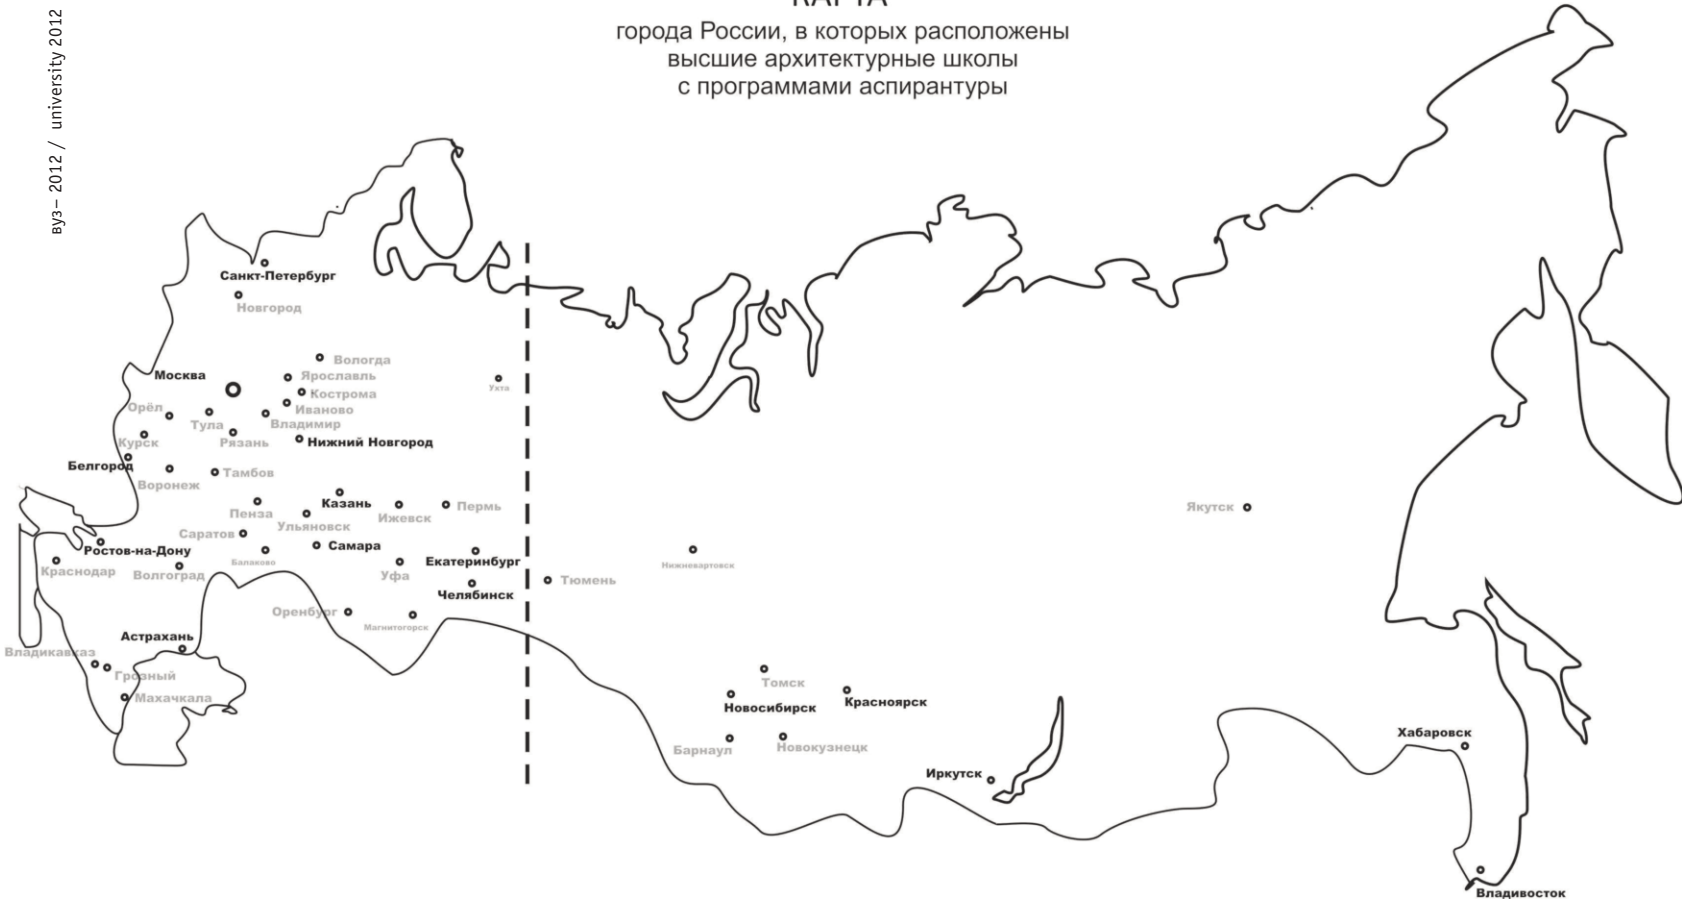 вуз– 2012 / university 2012
КАРТА
города России, в которых расположены
высшие архитектурные школы
с программами аспирантуры
Санкт-Петербург
Новгород
Вологда
Москва
Ярославль
Укта
Кострома
Орёл
Иваново
Тула
Владимир
Курск
Рязань
Нижний Новгород
Белгород
Тамбов
Воронеж
Казань
Пермь
Якутск
Пенза
Ижевск
Ульяновск
Саратов
Самара
Ростов-на-Дону
Балаково
Екатеринбург
Нижневартовск
Краснодар
Волгоград
Уфа
Тюмень
Челябинск
Оренбург
Магнитогорск
Астрахань
Владикавказ
Грозный
Махачкала
Томск
Новосибирск
Красноярск
Барнаул
Новокузнецк
Хабаровск
Иркутск
Владивосток